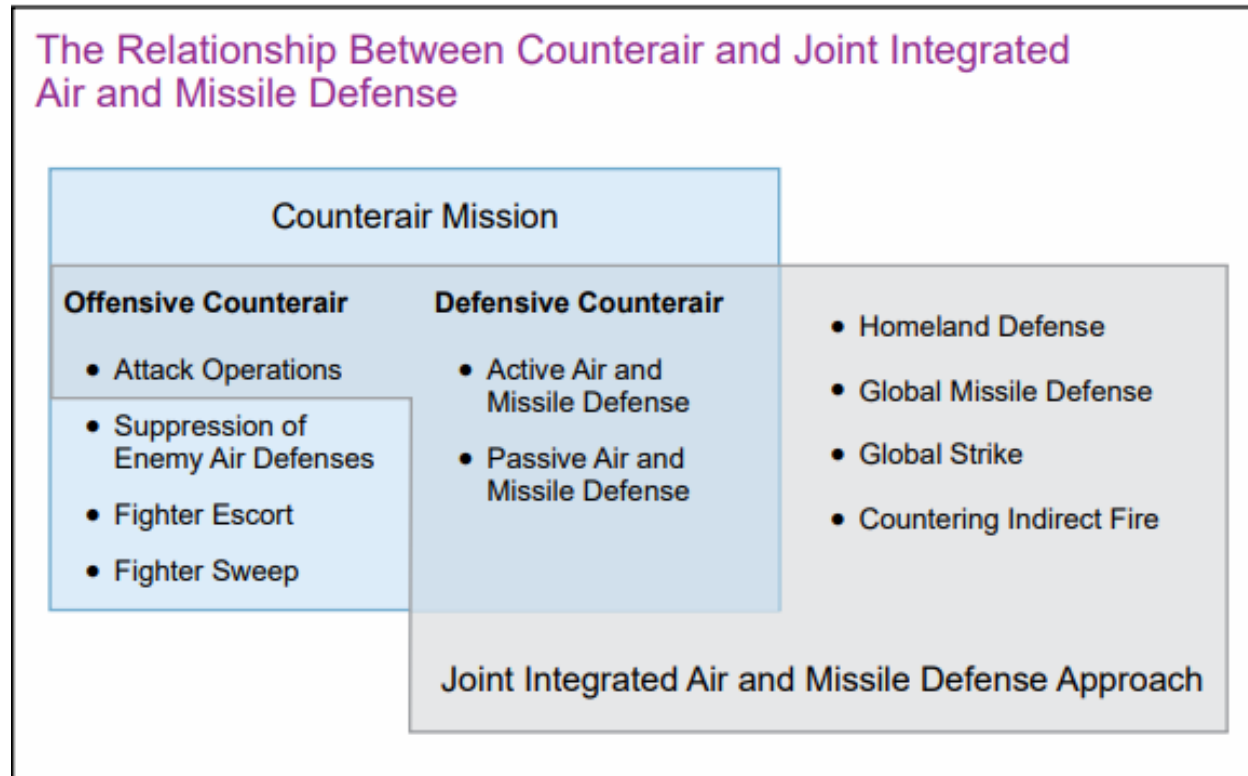 The Relationship Between Counterair and Joint Integrated
Air and Missile Defense
Counterair Mission
Offensive Counterair
• Attack Operations
• Suppression of
Enemy Air Defenses
• Fighter Escort
• Fighter Sweep
Defensive Counterair
• Active Air and
Missile Defense
• Passive Air and
Missile Defense
• Homeland Defense
• Global Missile Defense
• Global Strike
• Countering Indirect Fire
Joint Integrated Air and Missile Defense Approach